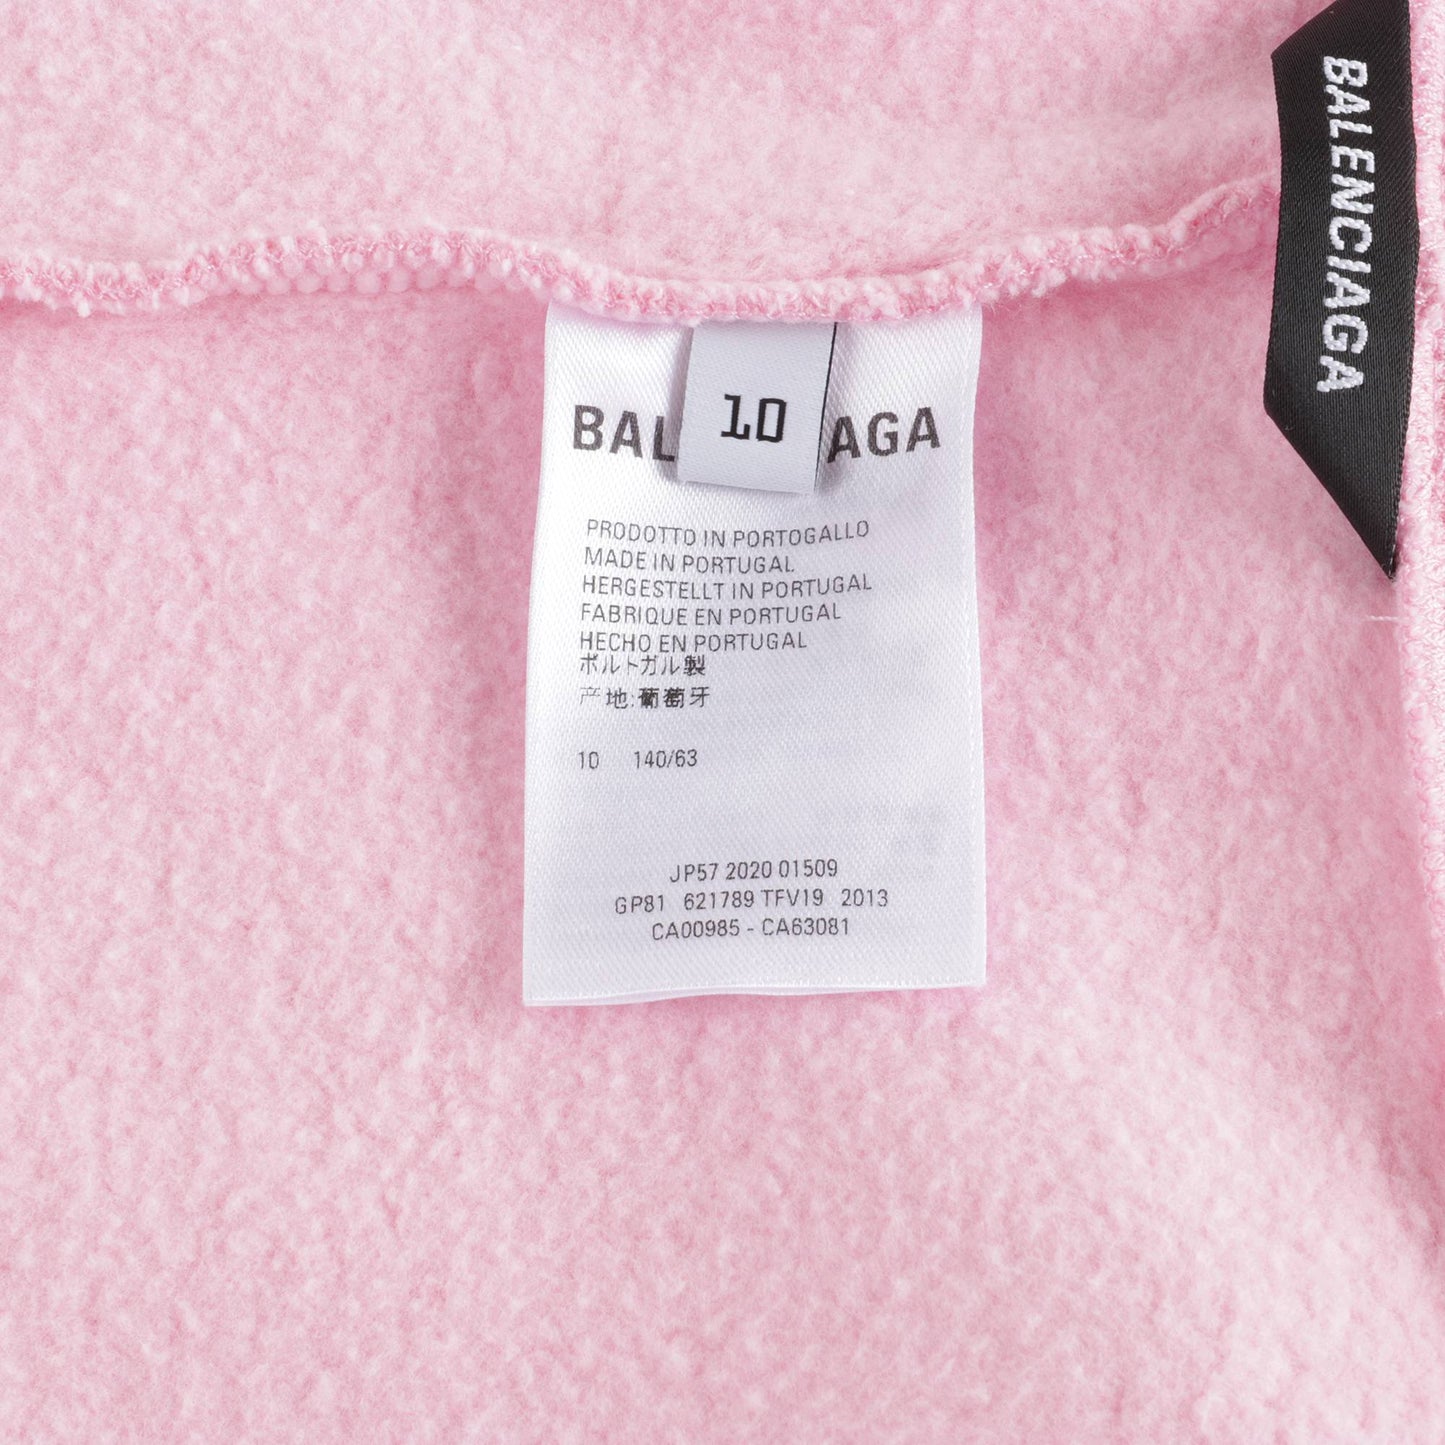 BALENCIAGA
10
BAL AGA
PRODOTTO IN PORTOGALLO
MADE IN PORTUGAL
HERGESTELLT IN PORTUGAL
FABRIQUE EN PORTUGAL
HECHO EN PORTUGAL
ポルトガル製
产地:葡萄牙
10 140/63
JP57 2020 01509
GP81 621789 TFV19 2013
CA00985 - CA63081